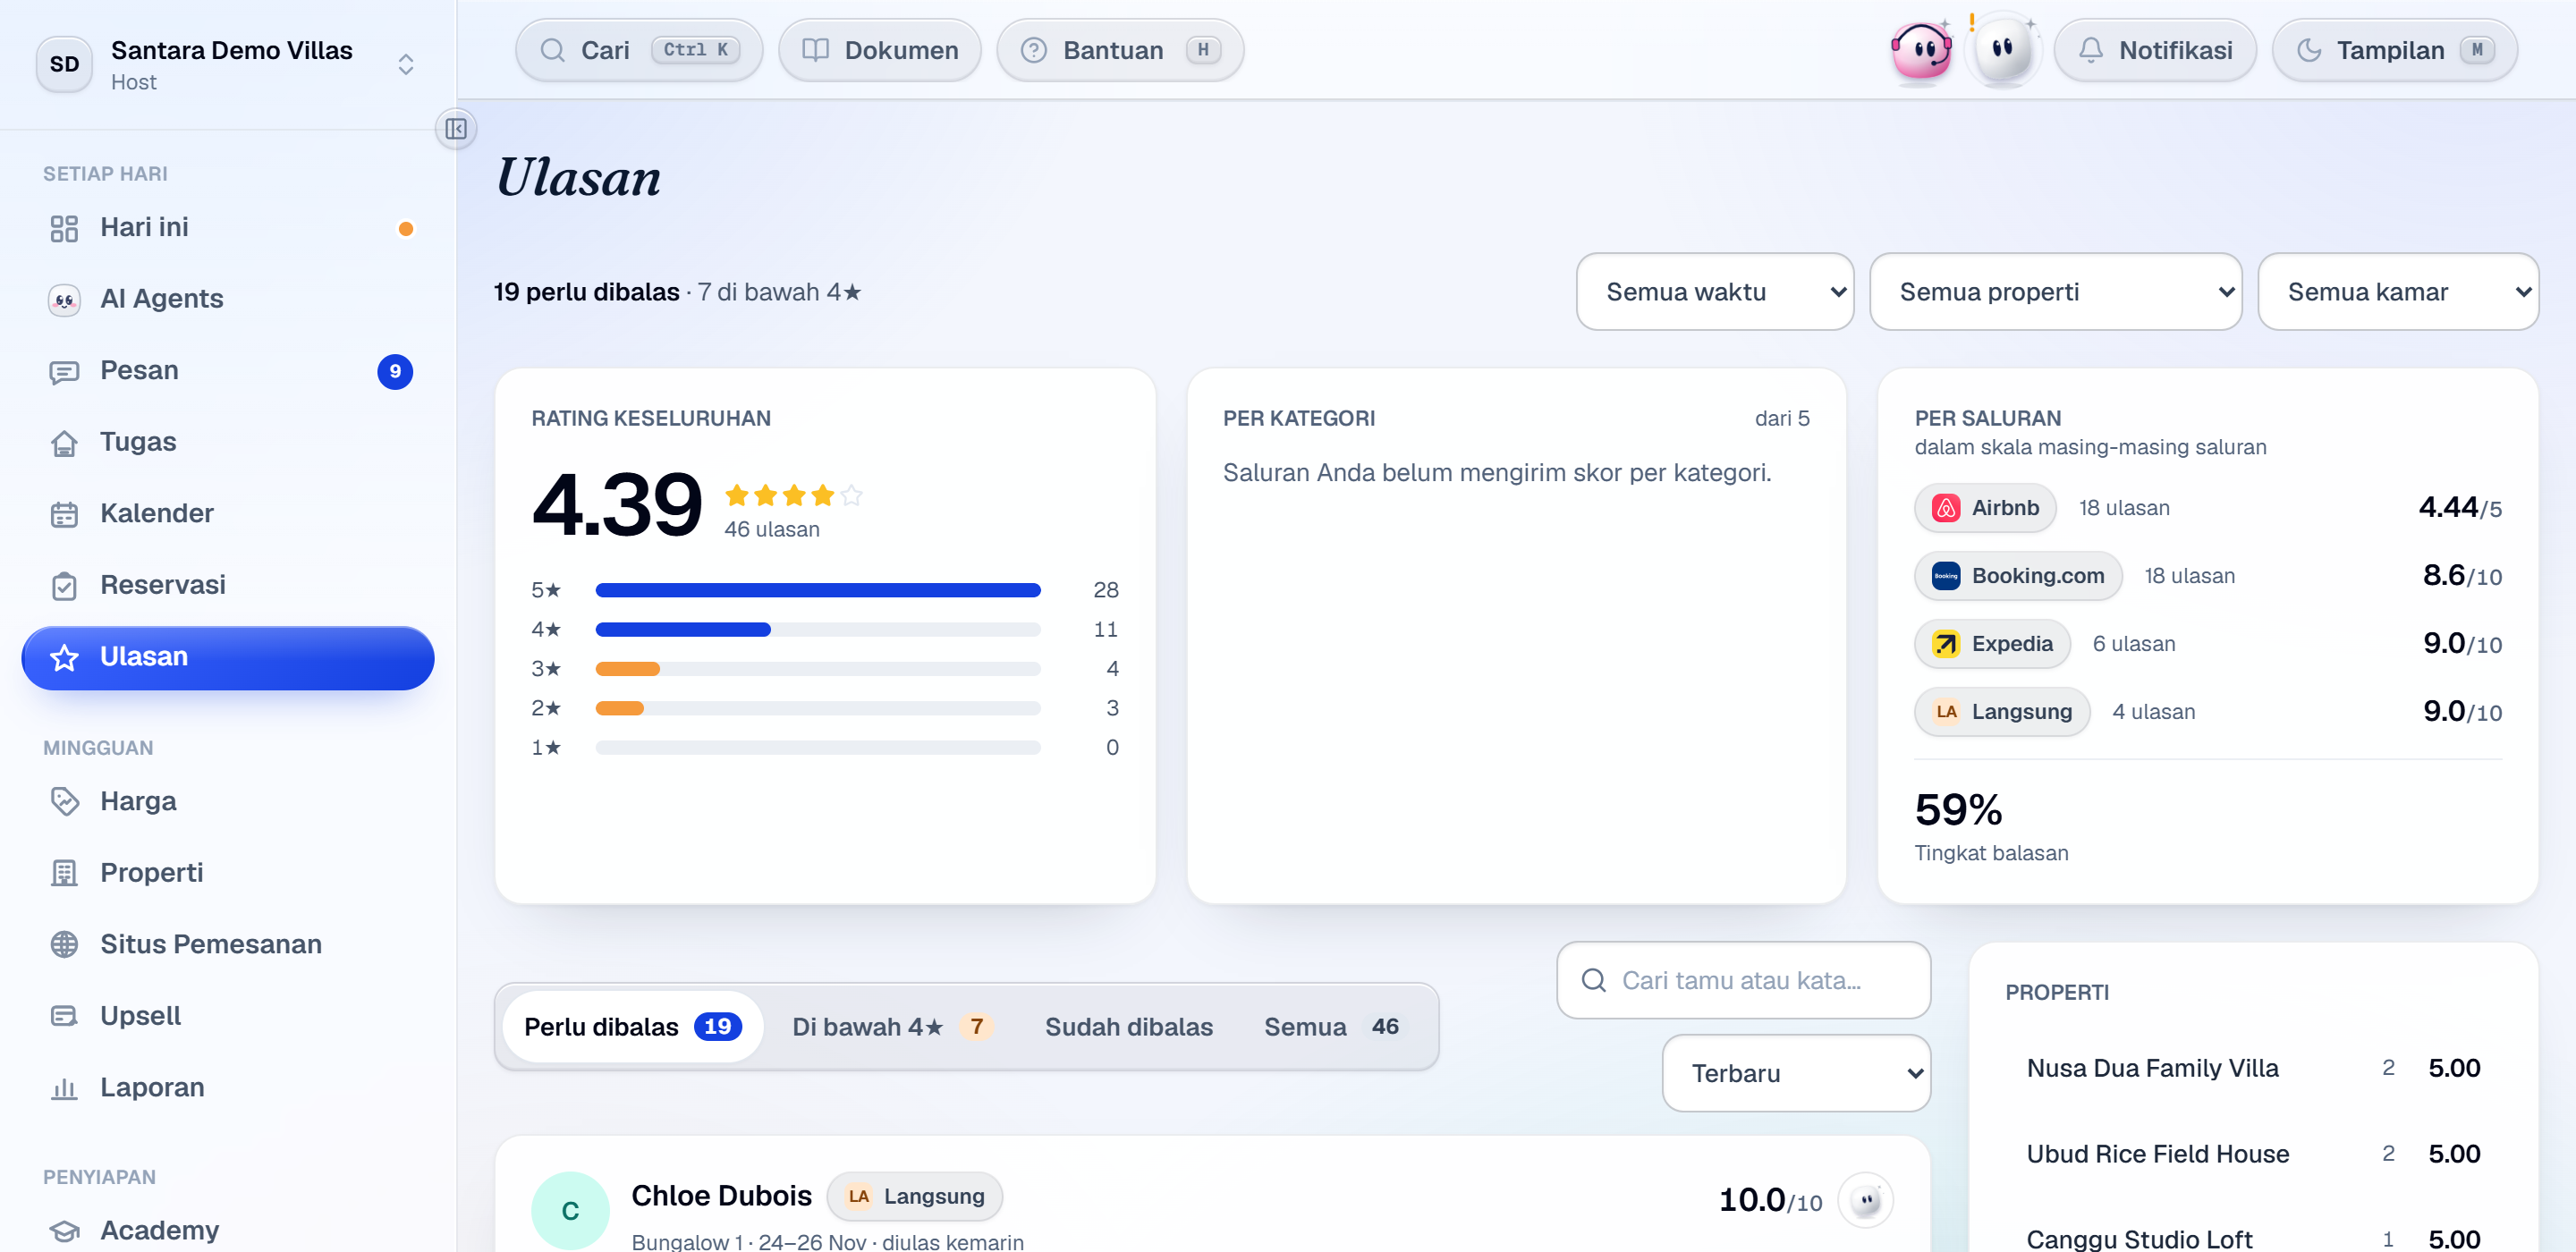 SD
Santara Demo Villas
Host
Cari Ctrl K
Dokumen
Bantuan H
Notifikasi
Tampilan M
SETIAP HARI
Hari ini
AI Agents
Pesan 9
Tugas
Kalender
Reservasi
Ulasan
MINGGUAN
Harga
Properti
Situs Pemesanan
Upsell
Laporan
PENYIAPAN
Academy
Ulasan
19 perlu dibalas · 7 di bawah 4★
Semua waktu
Semua properti
Semua kamar
RATING KESELURUHAN
4.39
46 ulasan
5★ 28
4★ 11
3★ 4
2★ 3
1★ 0
PER KATEGORI dari 5
Saluran Anda belum mengirim skor per kategori.
PER SALURAN
dalam skala masing-masing saluran
Airbnb 18 ulasan 4.44/5
Booking Booking.com 18 ulasan 8.6/10
Expedia 6 ulasan 9.0/10
LA Langsung 4 ulasan 9.0/10
59%
Tingkat balasan
Perlu dibalas 19
Di bawah 4★ 7
Sudah dibalas
Semua 46
Cari tamu atau kata...
Terbaru
C
Chloe Dubois LA Langsung 10.0/10
Bungalow 1 · 24–26 Nov · diulas kemarin
PROPERTI
Nusa Dua Family Villa 2 5.00
Ubud Rice Field House 2 5.00
Canggu Studio Loft 1 5.00